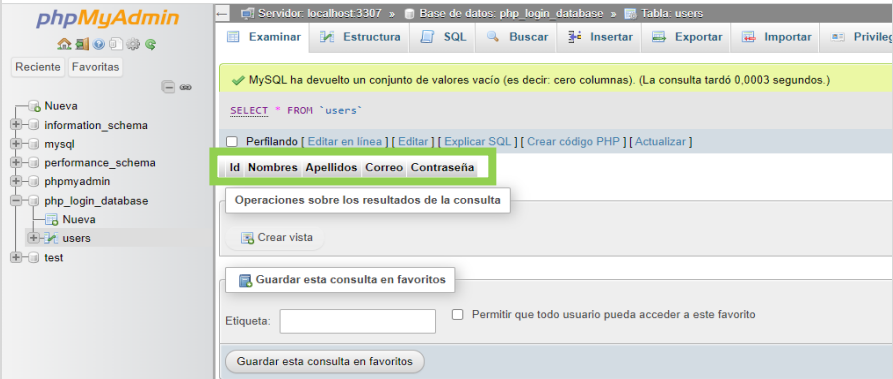 phpMyAdmin
Reciente Favoritas
Nueva
information_schema
mysql
performance_schema
phpmyadmin
php_login_database
Nueva
users
test
Servidor: localhost:3307 » Base de datos: php_login_database » Tabla: users
Examinar Estructura SQL Buscar Insertar Exportar Importar Privileg
MySQL ha devuelto un conjunto de valores vacío (es decir: cero columnas). (La consulta tardó 0,0003 segundos.)
SELECT * FROM `users`
Perfilando [ Editar en línea ] [ Editar ] [ Explicar SQL ] [ Crear código PHP ] [ Actualizar ]
Id Nombres Apellidos Correo Contraseña
Operaciones sobre los resultados de la consulta
Crear vista
Guardar esta consulta en favoritos
Etiqueta: Permitir que todo usuario pueda acceder a este favorito
Guardar esta consulta en favoritos